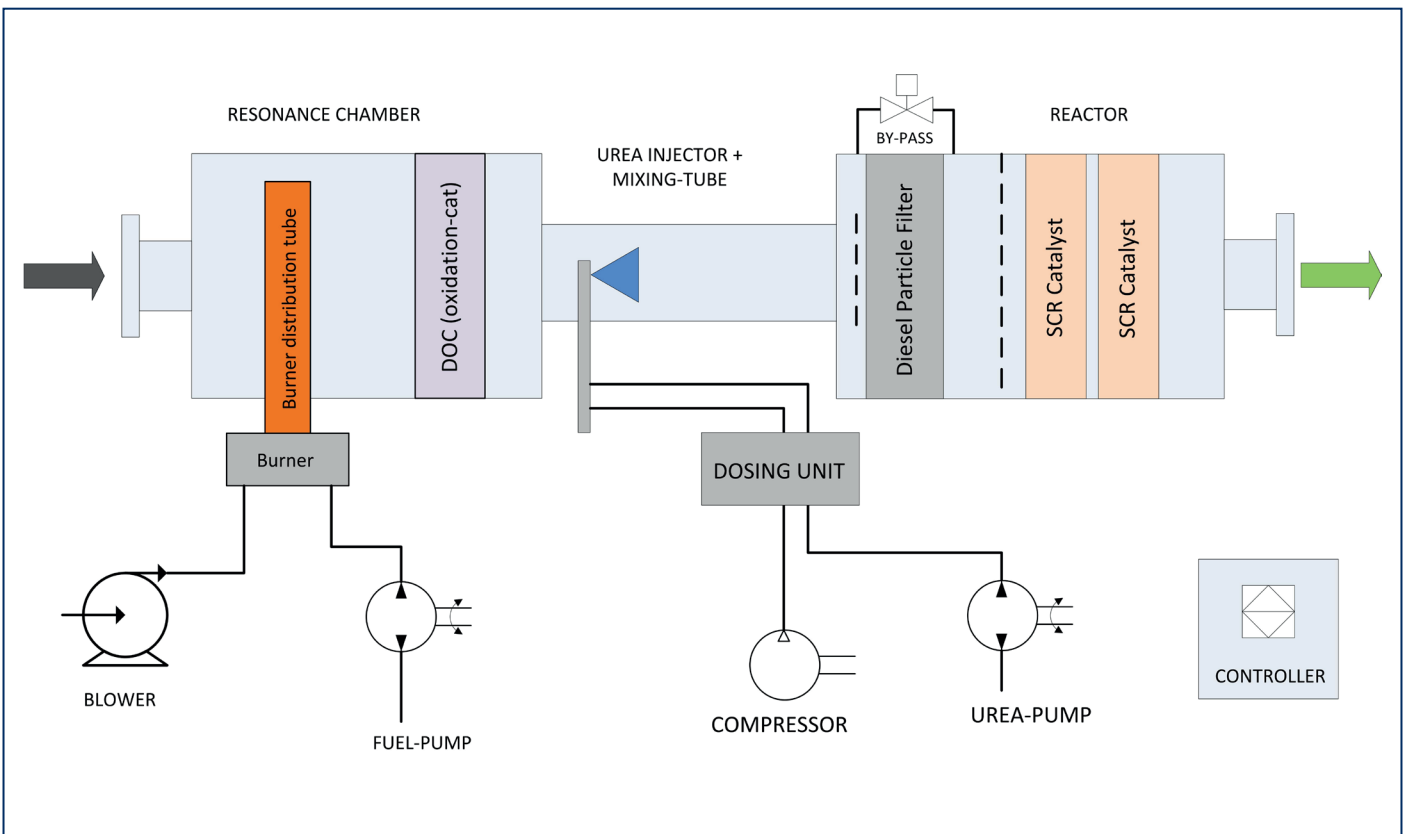 RESONANCE CHAMBER
UREA INJECTOR +
MIXING-TUBE
BY-PASS
REACTOR
Burner distribution tube
DOC (oxidation-cat)
Diesel Particle Filter
SCR Catalyst
SCR Catalyst
Burner
DOSING UNIT
BLOWER
FUEL-PUMP
COMPRESSOR
UREA-PUMP
CONTROLLER